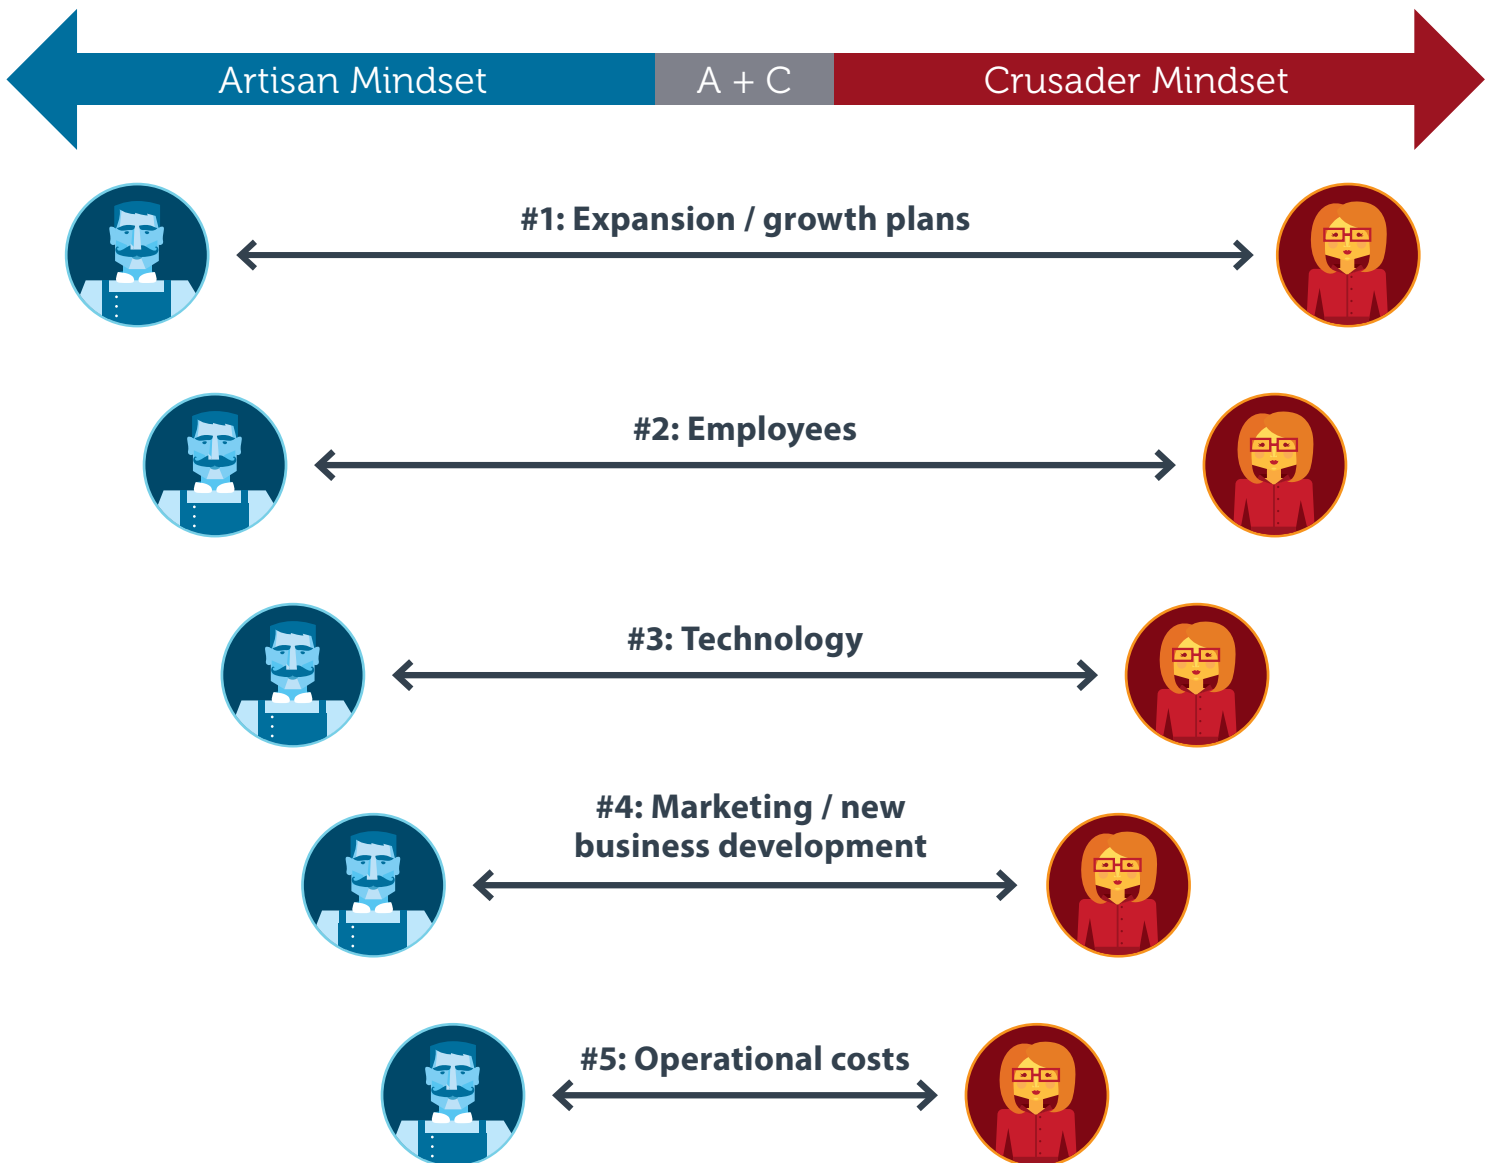 Artisan Mindset
A + C
Crusader Mindset
#1: Expansion / growth plans
#2: Employees
#3: Technology
#4: Marketing / new
business development
#5: Operational costs